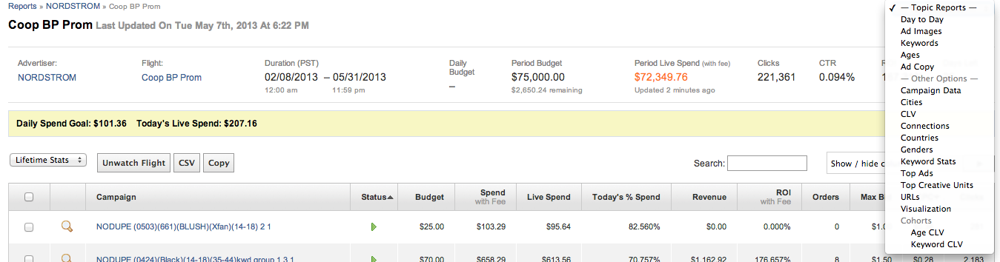 Reports » NORDSTROM » Coop BP Prom
Coop BP Prom Last Updated On Tue May 7th, 2013 At 6:22 PM
✓ — Topic Reports —
Day to Day
Ad Images
Keywords
Ages
Ad Copy
— Other Options —
Campaign Data
Cities
CLV
Connections
Countries
Genders
Keyword Stats
Top Ads
Top Creative Units
URLs
Visualization
Cohorts
Age CLV
Keyword CLV
Advertiser: Flight: Duration (PST) Daily Budget Period Budget Period Live Spend (with fee) Clicks CTR
NORDSTROM Coop BP Prom 02/08/2013 – 05/31/2013 – $75,000.00 $72,349.76 221,361 0.094%
12:00 am 11:59 pm $2,650.24 remaining Updated 2 minutes ago
Daily Spend Goal: $101.36 Today's Live Spend: $207.16
Lifetime Stats Unwatch Flight CSV Copy Search: Show / hide
Campaign Status Budget Spend with Fee Live Spend Today's % Spend Revenue ROI with Fee Orders Max
NODUPE (0503)(661)(BLUSH)(Xfan)(14-18) 2 1 $25.00 $103.29 $95.64 82.560% $0.00 0.000% 0
NODUPE (0424)(Black)(14-18)(35-44)kwd group 1 3 1 $70.00 $658.29 $613.56 70.757% $1,162.92 176.657% 8 $1.50 $0.28 2,183